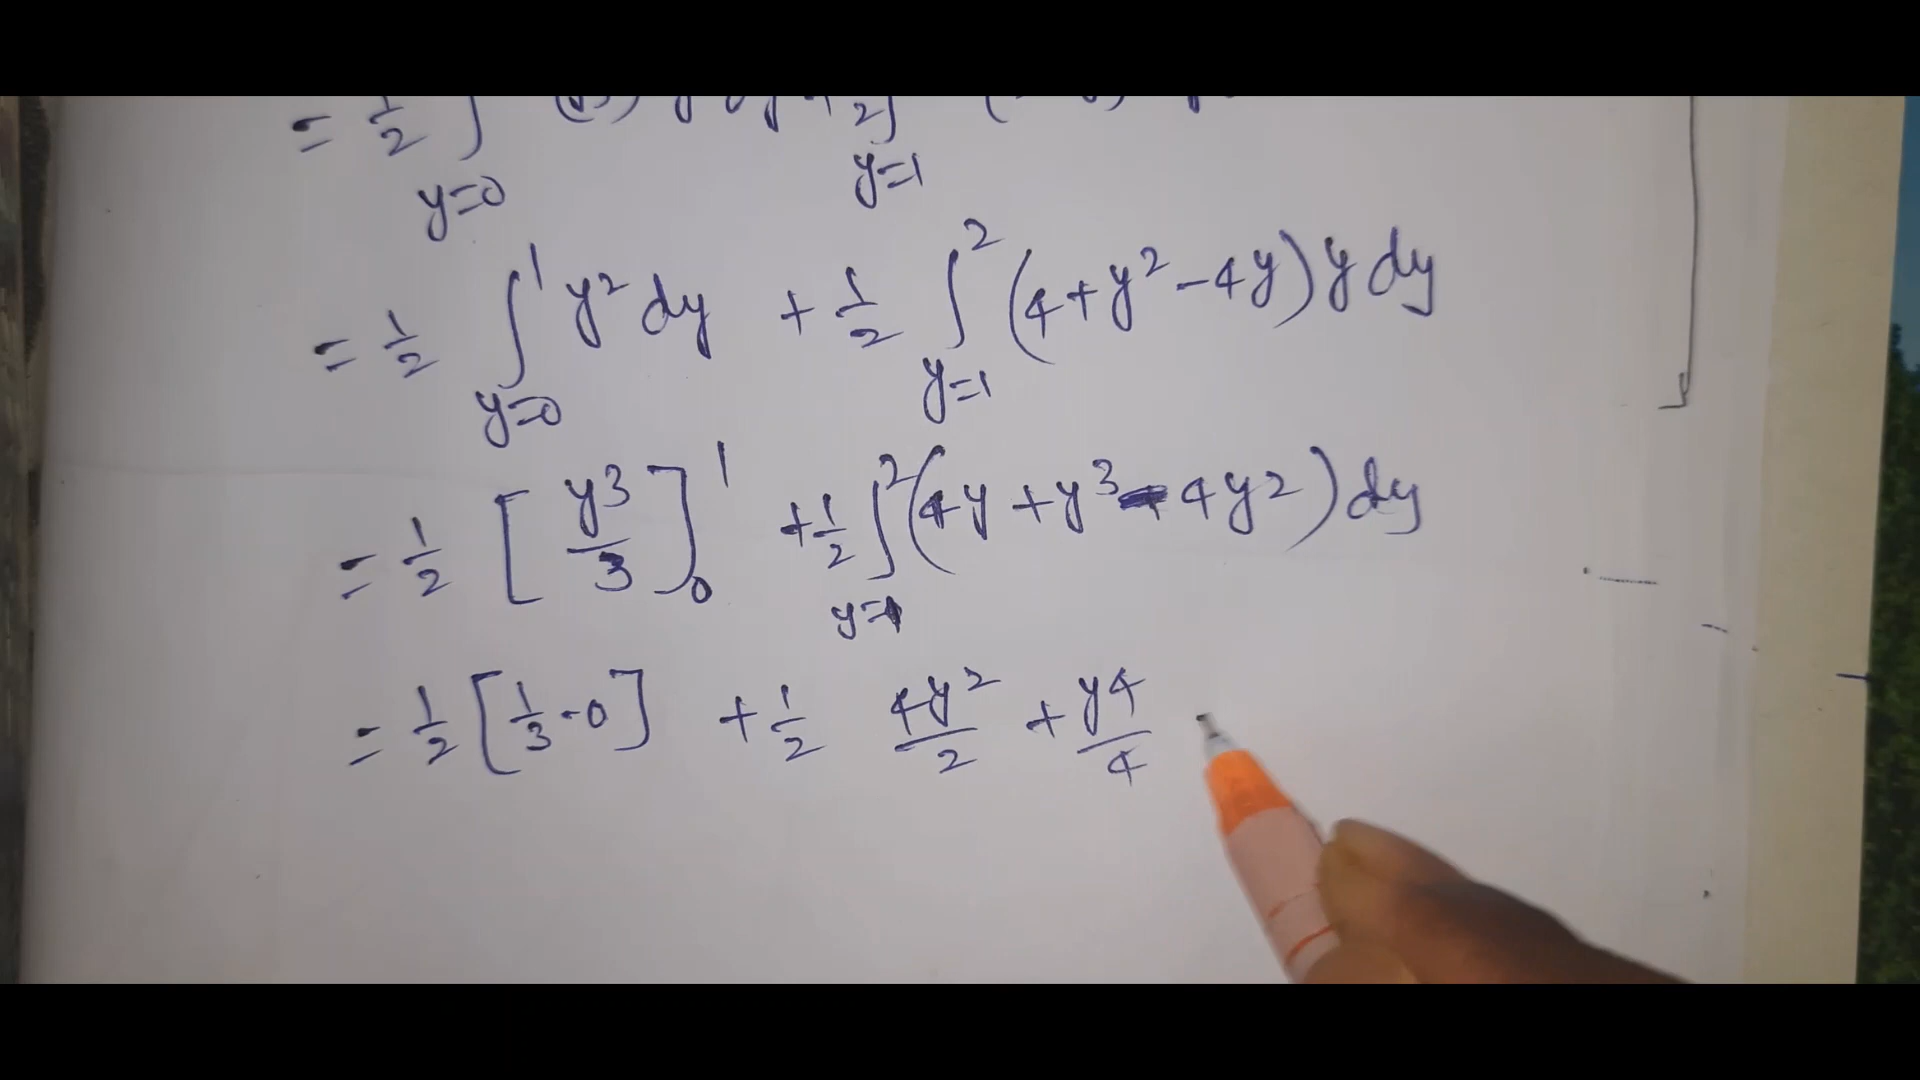 = 1/2 ∫
y=0 y=1
= 1/2 ∫_{y=0}^{1} y² dy + 1/2 ∫_{y=1}^{2} (4+y²-4y) y dy
= 1/2 [y³/3]_0^1 + 1/2 ∫_{y=1}^{2} (4y+y³-4y²) dy
= 1/2 [1/3-0] + 1/2 4y²/2 + y⁴/4